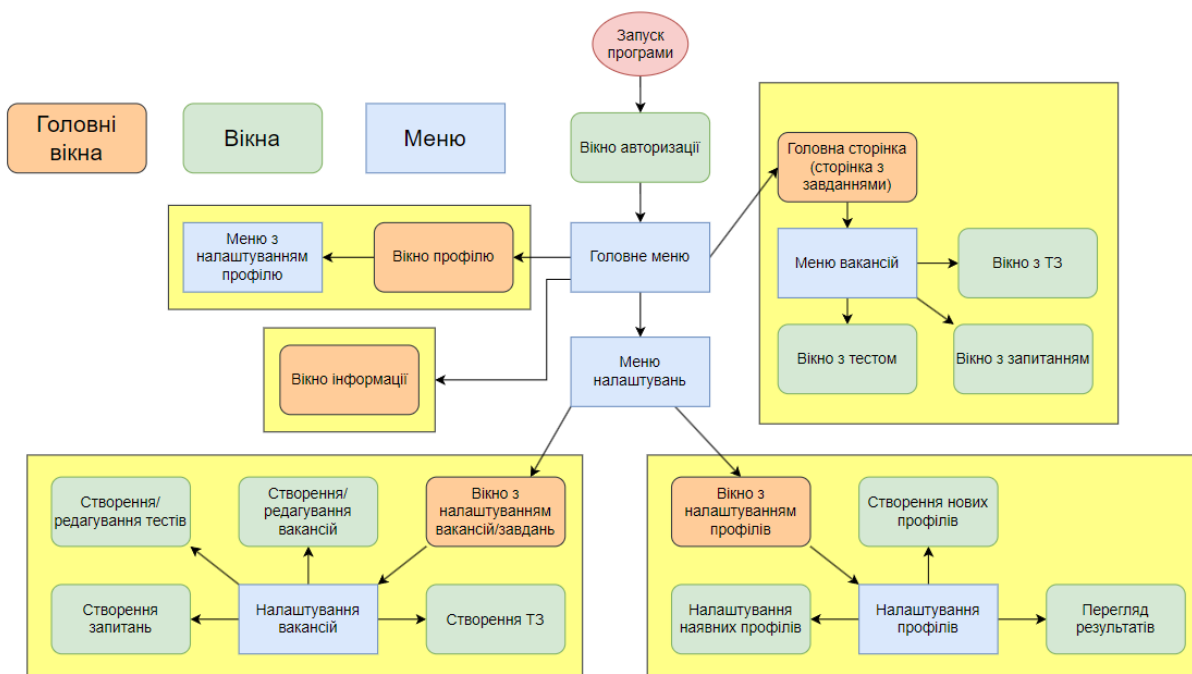 Запуск
програми
Головні
вікна
Вікна
Меню
Вікно авторизації
Головна сторінка
(сторінка з
завданнями)
Меню з
налаштуванням
профілю
Вікно профілю
Головне меню
Меню вакансій
Вікно з ТЗ
Вікно з тестом
Вікно з запитанням
Вікно інформації
Меню
налаштувань
Створення/
редагування тестів
Створення/
редагування
вакансій
Вікно з
налаштуванням
вакансій/завдань
Створення
запитань
Налаштування
вакансій
Створення ТЗ
Вікно з
налаштуванням
профілів
Створення нових
профілів
Налаштування
наявних профілів
Налаштування
профілів
Перегляд
результатів